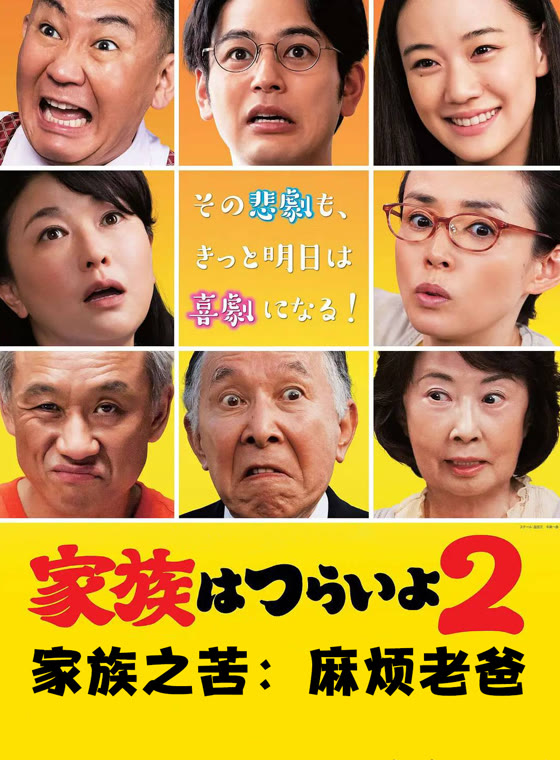 その悲劇も、
きっと明日は
喜劇になる!
家族はつらいよ2
家族之苦：麻烦老爸